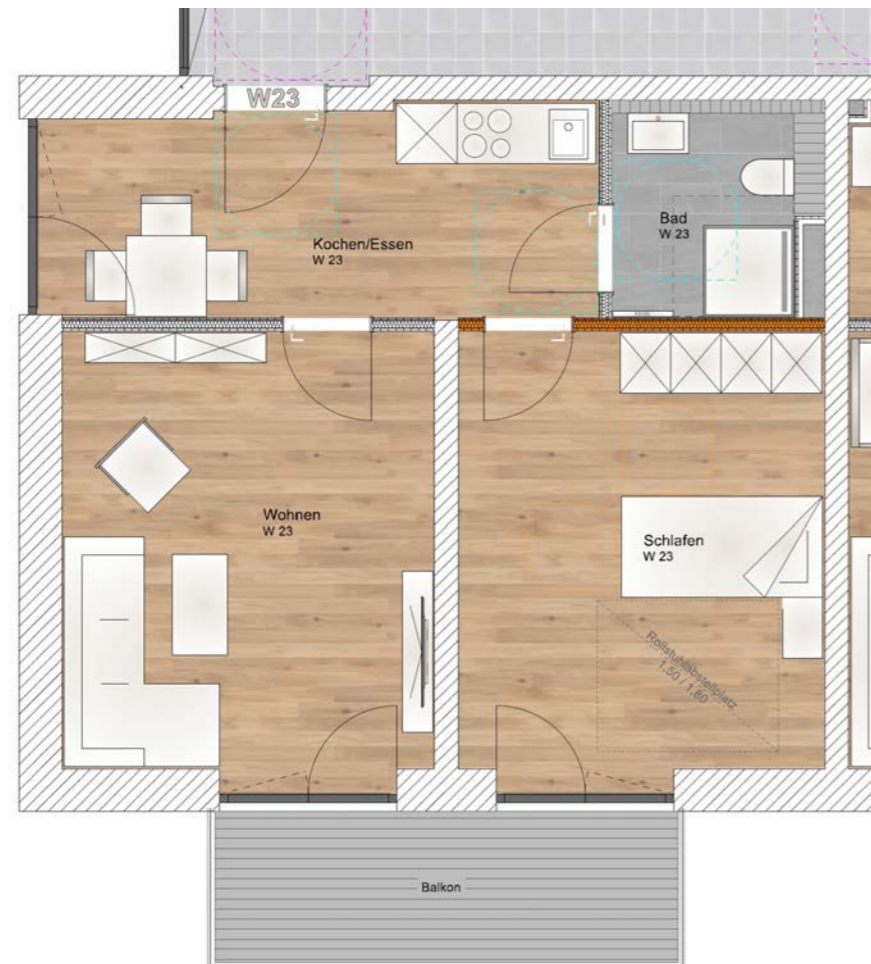 W23
Kochen/Essen
W 23
Bad
W 23
Wohnen
W 23
Schlafen
W 23
Rollstuhlabstellplatz
1,50 / 1,80
Balkon